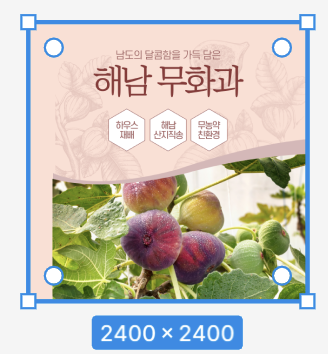 남도의 달콤함을 가득 담은
해남 무화과
하우스
재배
해남
산지직송
무농약
친환경
2400 × 2400